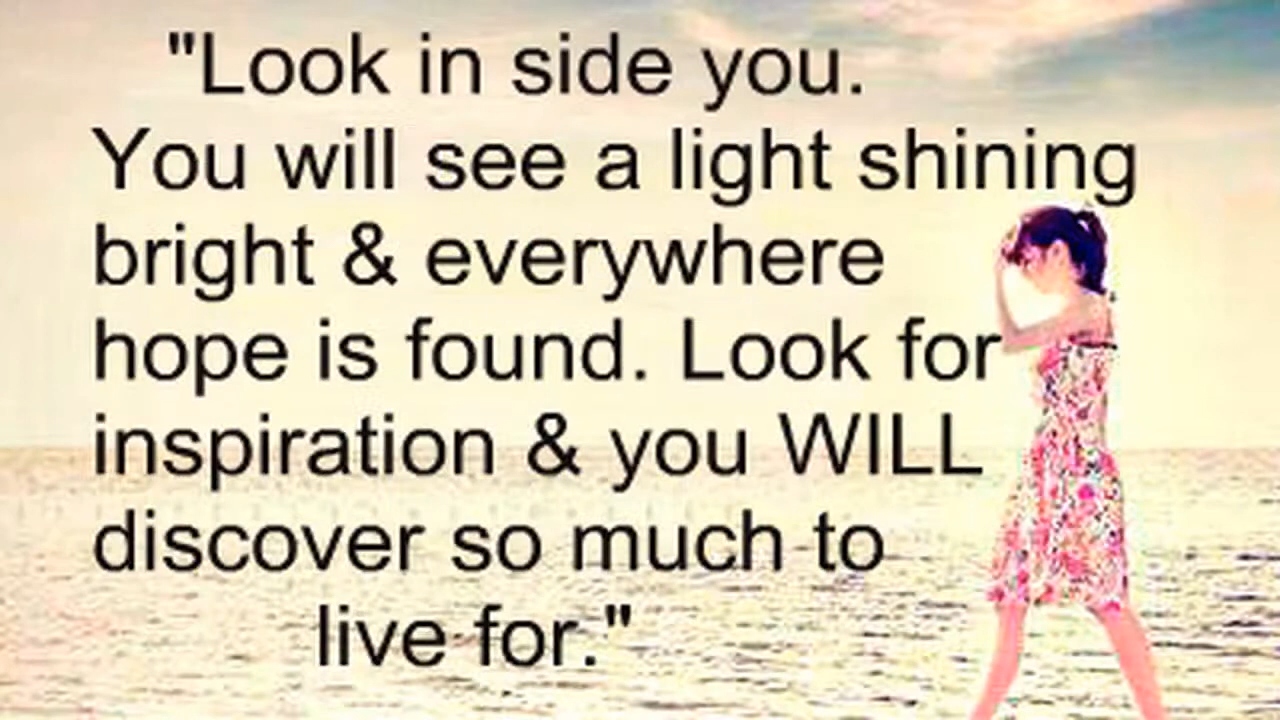 "Look in side you.
You will see a light shining
bright & everywhere
hope is found. Look for
inspiration & you WILL
discover so much to
live for."